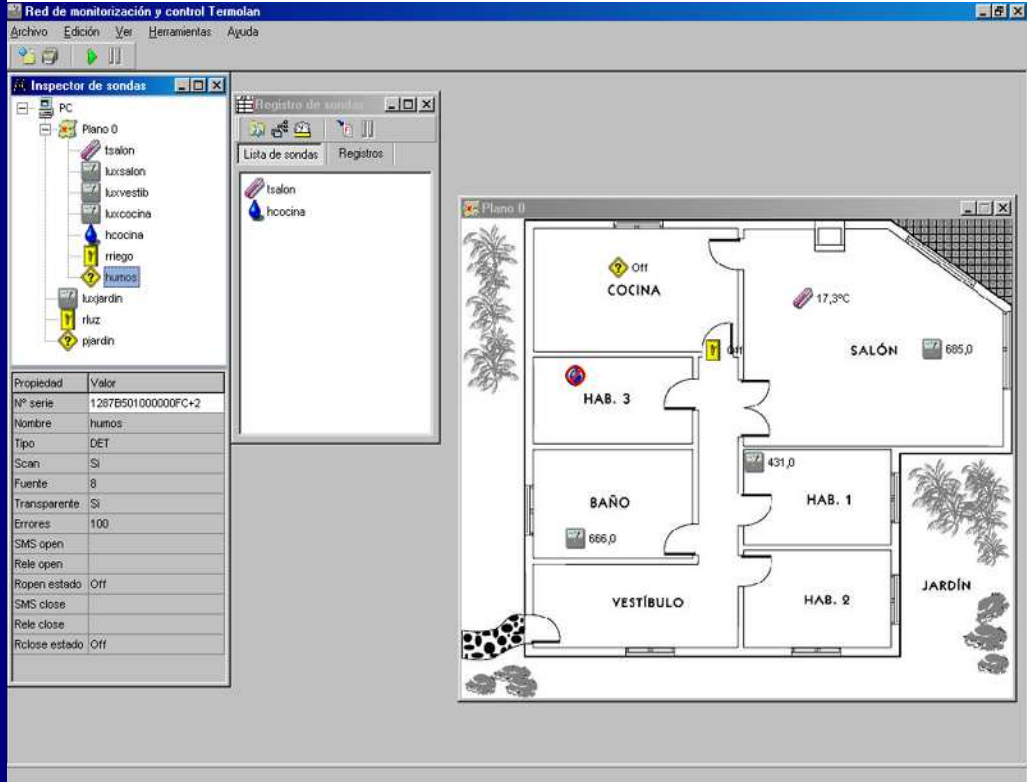 Red de monitorización y control Termolan
Archivo Edición Ver Herramientas Ayuda
Inspector de sondas
PC
Plano 0
tsalon
luxsalon
luxvestib
luxcocina
hcocina
rriego
humos
luxjardin
rluz
pjardin
Propiedad Valor
Nº serie 1287B501000000FC+2
Nombre humos
Tipo DET
Scan Si
Fuente 8
Transparente Si
Errores 100
SMS open
Rele open
Ropen estado Off
SMS close
Rele close
Rclose estado Off
Registro de sondas
Lista de sondas Registros
tsalon
hcocina
Plano 0
Off
COCINA
17,3ºC
Off
SALÓN 685,0
HAB. 3
431,0
BAÑO HAB. 1
666,0
JARDÍN
VESTÍBULO HAB. 2